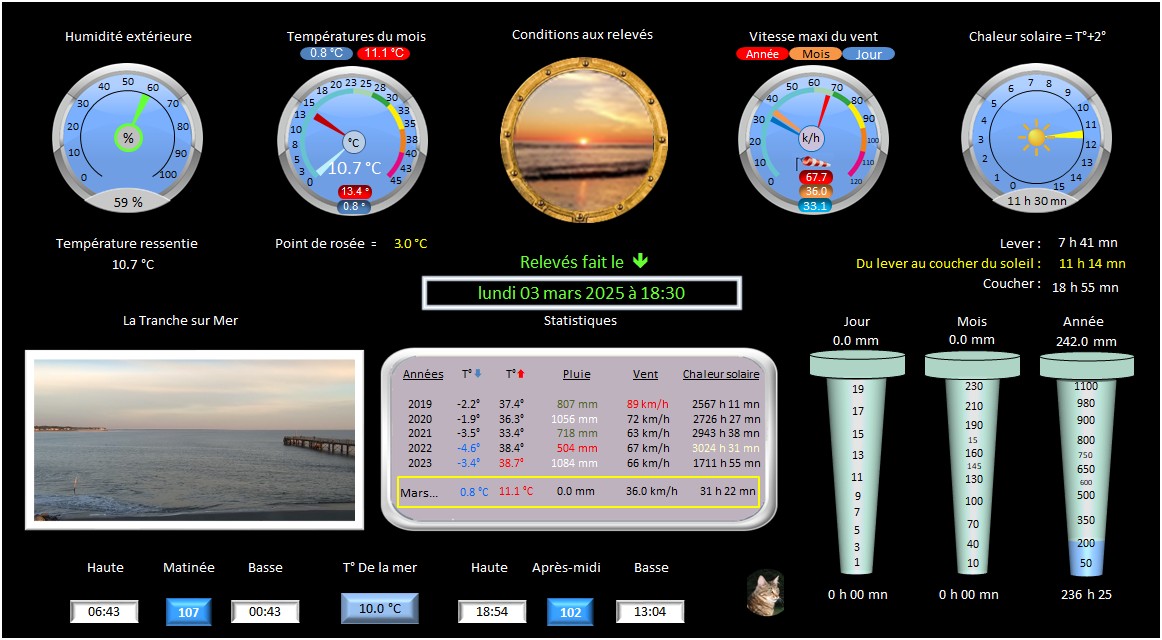 Humidité extérieure
Températures du mois
Conditions aux relevés
Vitesse maxi du vent
Chaleur solaire = T°+2°
0.8 °C 11.1 °C
Année Mois Jour
0 10 20 30 40 50 60 70 80 90 100
%
59 %
0 3 5 8 10 13 15 18 20 23 25 28 30 33 35 38 40 43 45
°C
10.7 °C
13.4 °
0.8 °
0 10 20 30 40 50 60 70 80 90 100 110 120
k/h
67.7
36.0
33.1
0 1 2 3 4 5 6 7 8 9 10 11 12 13 14 15
11 h 30 mn
Température ressentie
10.7 °C
Point de rosée = 3.0 °C
Lever : 7 h 41 mn
Du lever au coucher du soleil : 11 h 14 mn
Coucher : 18 h 55 mn
Relevés fait le
lundi 03 mars 2025 à 18:30
La Tranche sur Mer
Statistiques
Années T° T° Pluie Vent Chaleur solaire
2019 -2.2° 37.4° 807 mm 89 km/h 2567 h 11 mn
2020 -1.9° 36.3° 1056 mm 72 km/h 2726 h 27 mn
2021 -3.5° 33.4° 718 mm 63 km/h 2943 h 38 mn
2022 -4.6° 38.4° 504 mm 67 km/h 3024 h 31 mn
2023 -3.4° 38.7° 1084 mm 66 km/h 1711 h 55 mn
Mars... 0.8 °C 11.1 °C 0.0 mm 36.0 km/h 31 h 22 mn
Jour
0.0 mm
19
17
15
13
11
9
7
5
3
1
0 h 00 mn
Mois
0.0 mm
230
210
190
15
160
145
130
100
70
40
10
0 h 00 mn
Année
242.0 mm
1100
980
900
800
750
650
600
500
350
200
50
236 h 25
Haute Matinée Basse T° De la mer Haute Après-midi Basse
06:43 107 00:43 10.0 °C 18:54 102 13:04